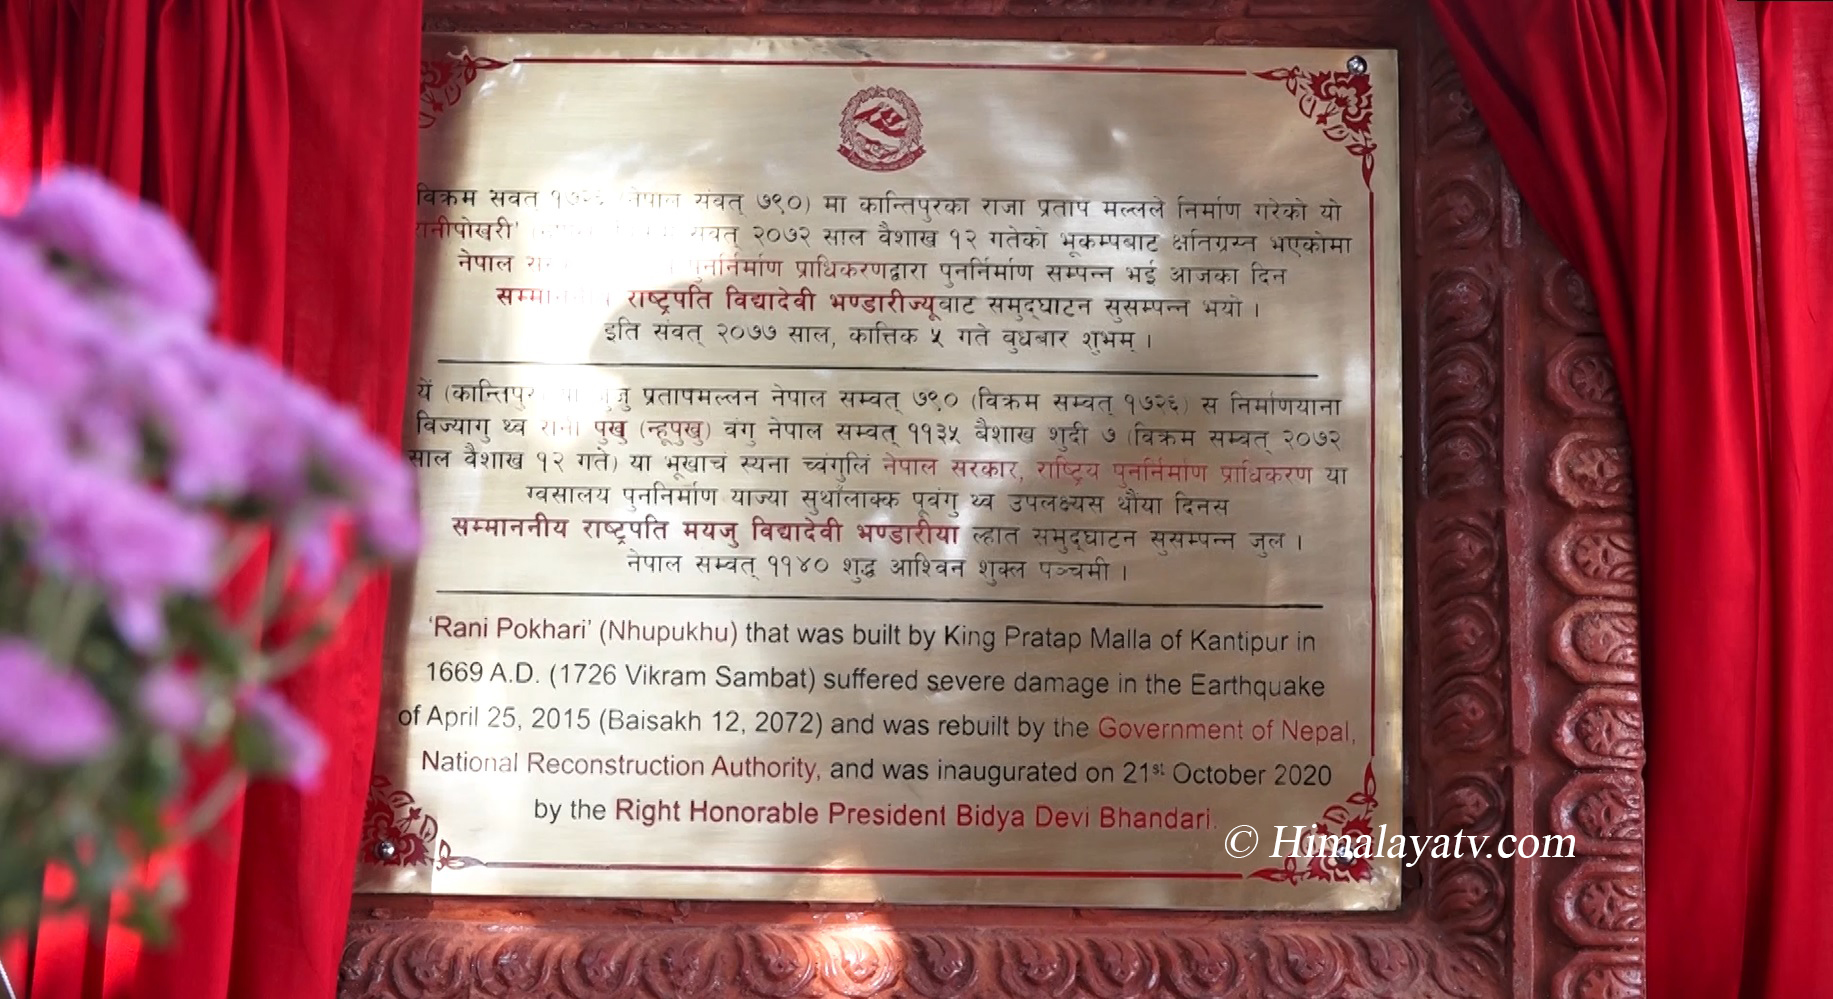 विक्रम संवत् १७२६ (नेपाल संवत् ७९०) मा कान्तिपुरका राजा प्रताप मल्लले निर्माण गरेको यो
संवत् २०७२ साल वैशाख १२ गतेको भूकम्पबाट क्षतिग्रस्त भएकोमा
नेपाल पुनर्निर्माण प्राधिकरणद्वारा पुनर्निर्माण सम्पन्न भई आजका दिन
सम्माननीय राष्ट्रपति विद्यादेवी भण्डारीज्यूबाट समुद्घाटन सुसम्पन्न भयो ।
इति संवत् २०७७ साल, कात्तिक ५ गते बुधबार शुभम् ।
यें (कान्तिपुर) या जुजु प्रतापमल्लन नेपाल सम्वत् ७९० (विक्रम सम्वत् १७२६) स निर्माणयाना
विज्यागु थ्व रानी पुखु (न्हूपुखु) वंगु नेपाल सम्वत् ११३५ बैशाख शुदी ७ (विक्रम सम्वत् २०७२
साल वैशाख १२ गते) या भूखाचं स्यना च्वंगुलिं नेपाल सरकार, राष्ट्रिय पुनर्निर्माण प्राधिकरण या
ग्वसालय पुननिर्माण याज्या सुथाँलाक्क पूवंगु थ्व उपलक्ष्यस थौंया दिनस
सम्माननीय राष्ट्रपति मयजु विद्यादेवी भण्डारीया ल्हात समुद्घाटन सुसम्पन्न जुल ।
नेपाल सम्वत् ११४० शुद्ध आश्विन शुक्ल पञ्चमी ।
'Rani Pokhari' (Nhupukhu) that was built by King Pratap Malla of Kantipur in
1669 A.D. (1726 Vikram Sambat) suffered severe damage in the Earthquake
of April 25, 2015 (Baisakh 12, 2072) and was rebuilt by the Government of Nepal,
National Reconstruction Authority, and was inaugurated on 21st October 2020
by the Right Honorable President Bidya Devi Bhandari.
© Himalayatv.com